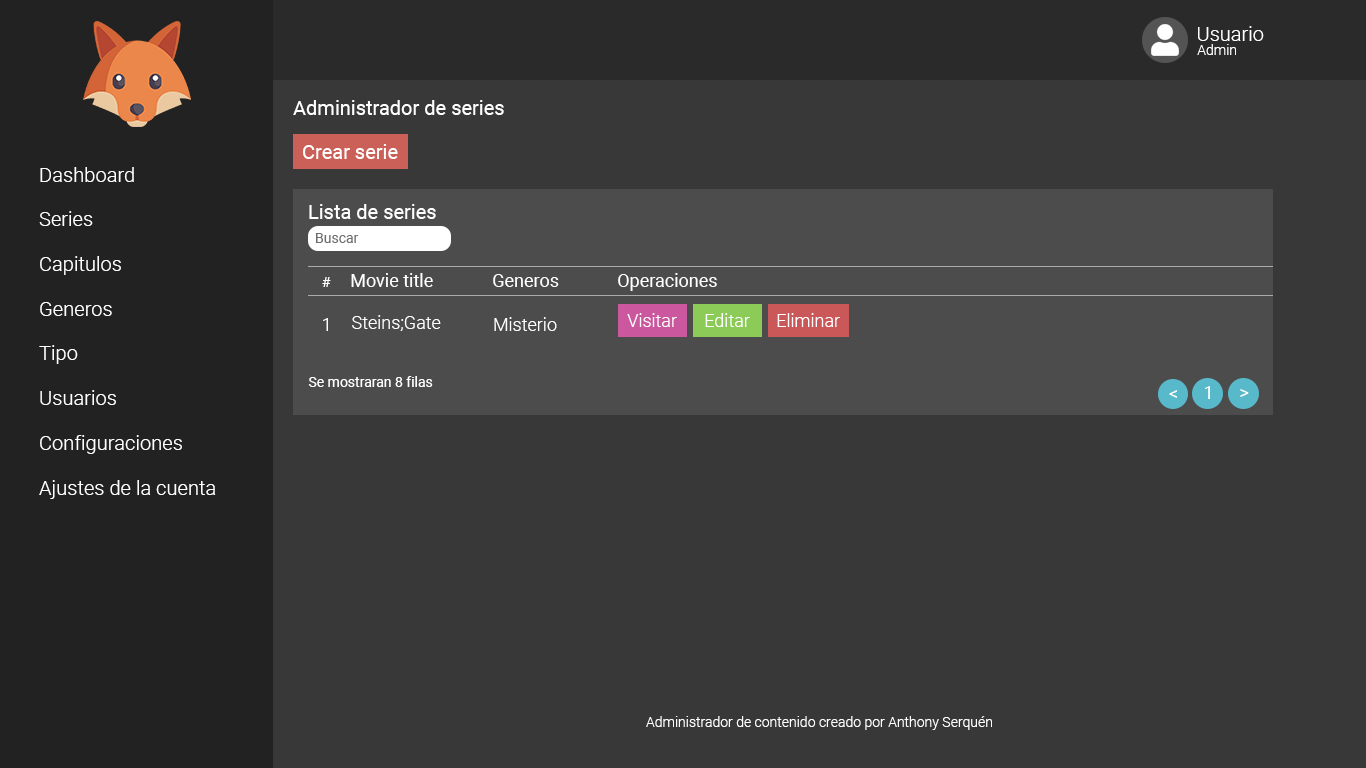 Usuario
Admin
Dashboard
Series
Capitulos
Generos
Tipo
Usuarios
Configuraciones
Ajustes de la cuenta
Administrador de series
Crear serie
Lista de series
Buscar
# Movie title Generos Operaciones
1 Steins;Gate Misterio Visitar Editar Eliminar
Se mostraran 8 filas
< 1 >
Administrador de contenido creado por Anthony Serquén